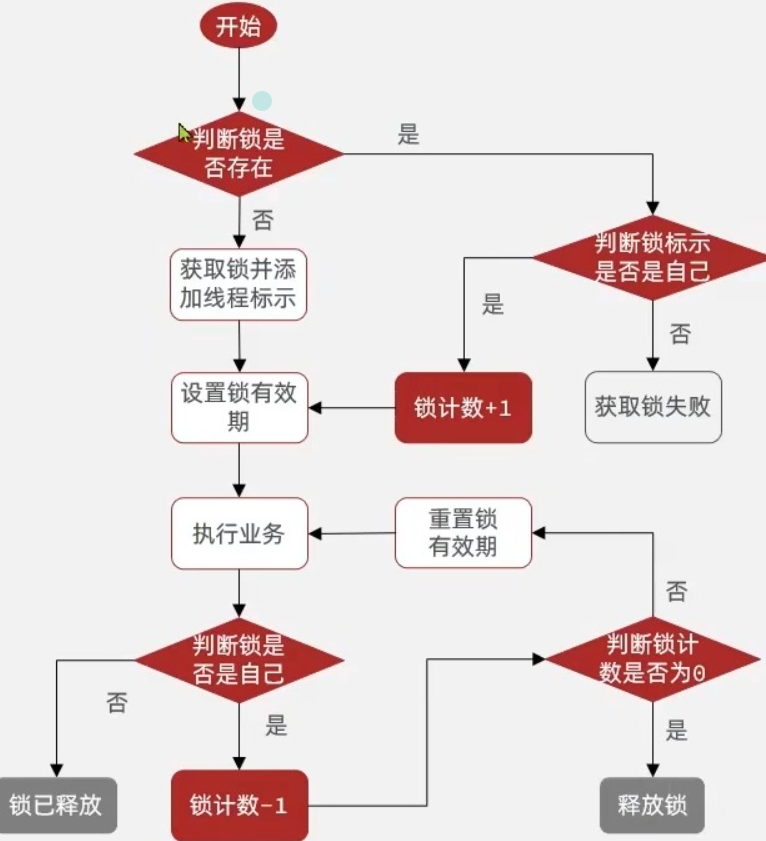 开始
判断锁是
否存在
是
否
获取锁并添
加线程标示
判断锁标示
是否是自己
是
否
设置锁有效
期
锁计数+1
获取锁失败
执行业务
重置锁
有效期
否
判断锁是
否是自己
判断锁计
数是否为0
否
是
是
锁已释放
锁计数-1
释放锁